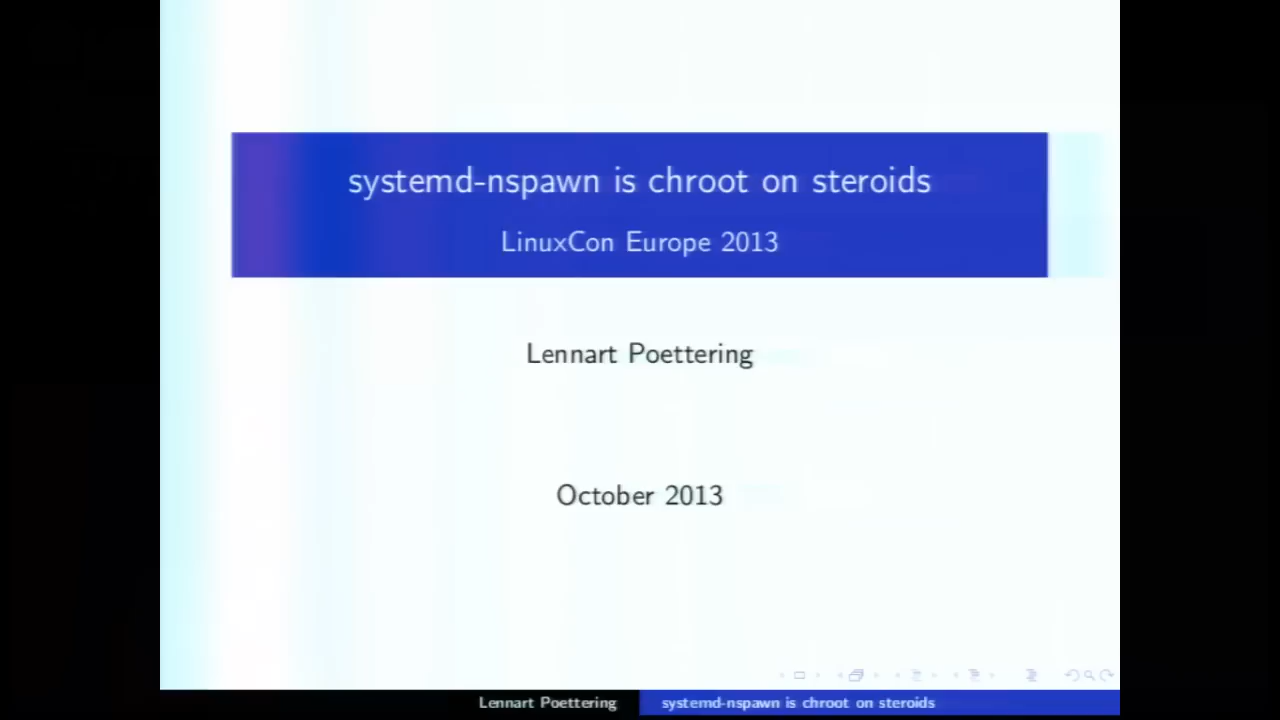 systemd-nspawn is chroot on steroids
LinuxCon Europe 2013
Lennart Poettering
October 2013
Lennart Poettering
systemd-nspawn is chroot on steroids